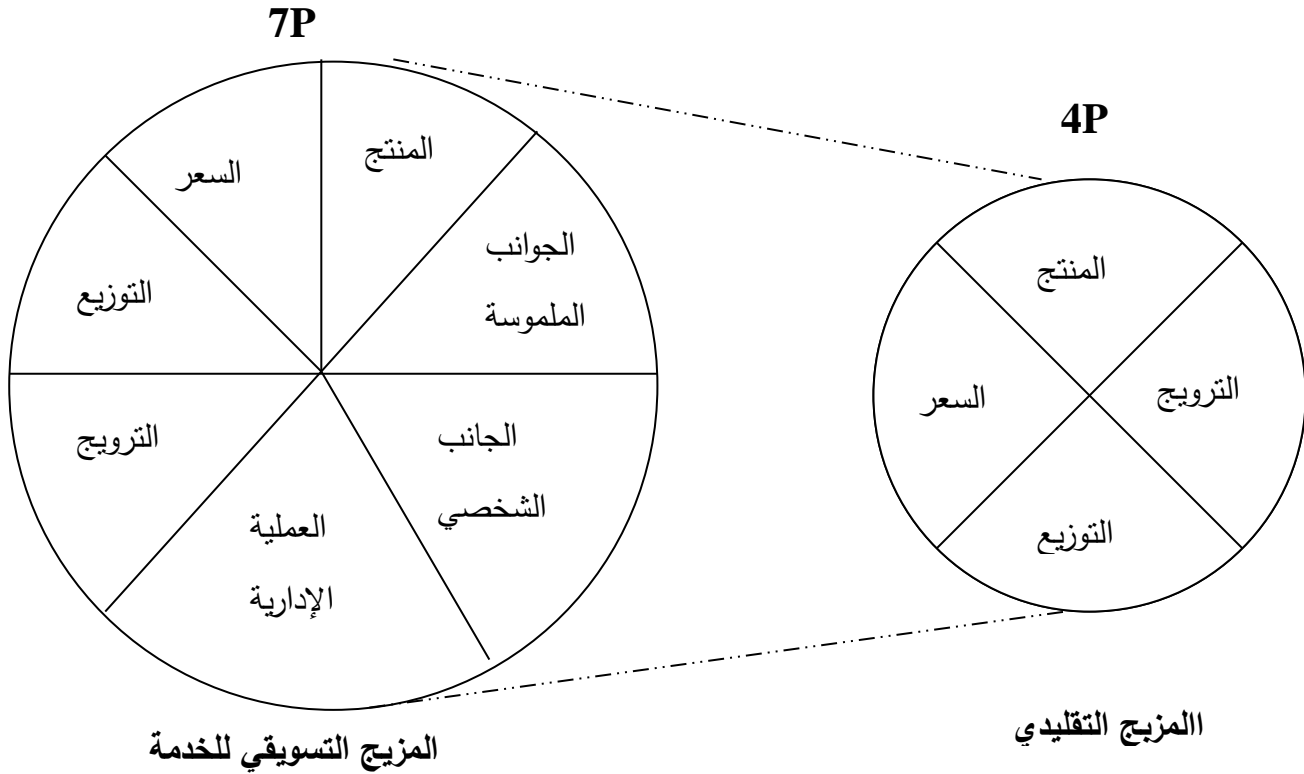 7P
4P
المنتج
السعر
الجوانب
الملموسة
التوزيع
الجانب
الشخصي
الترويج
العملية
الإدارية
المنتج
الترويج
السعر
التوزيع
االمزيج التقليدي
المزيج التسويقي للخدمة